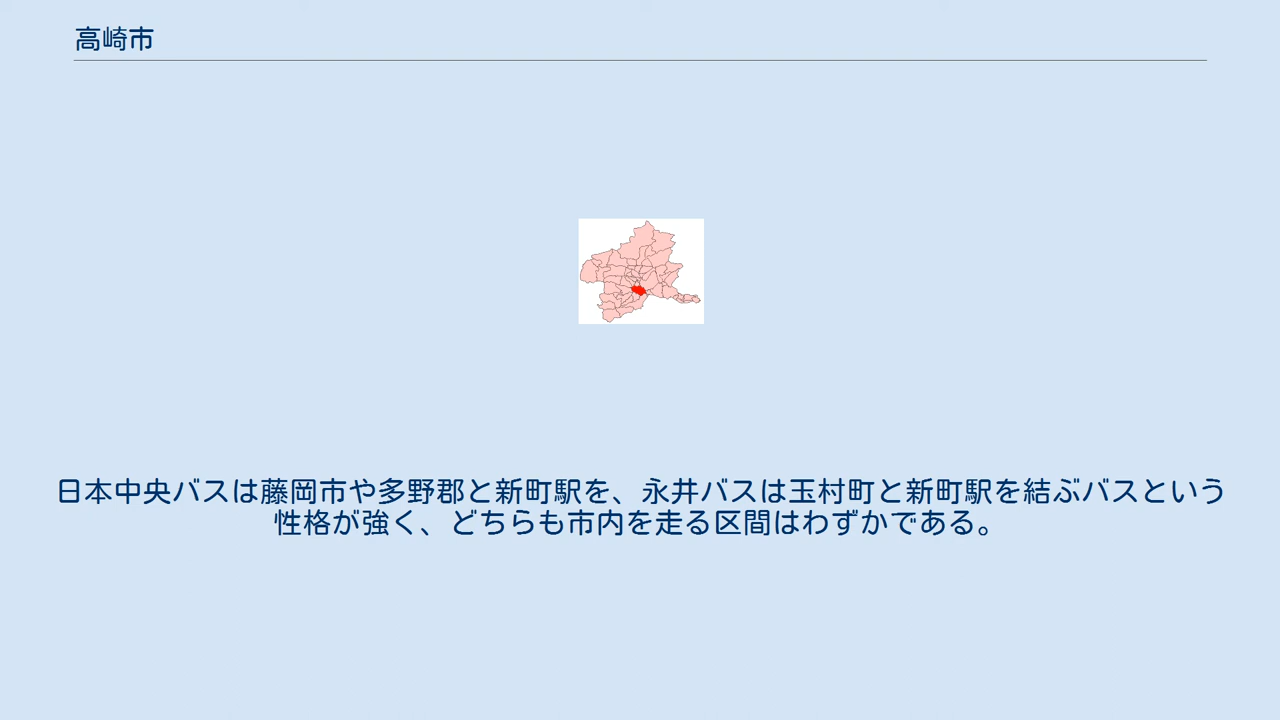 高崎市
日本中央バスは藤岡市や多野郡と新町駅を、永井バスは玉村町と新町駅を結ぶバスという
性格が強く、どちらも市内を走る区間はわずかである。